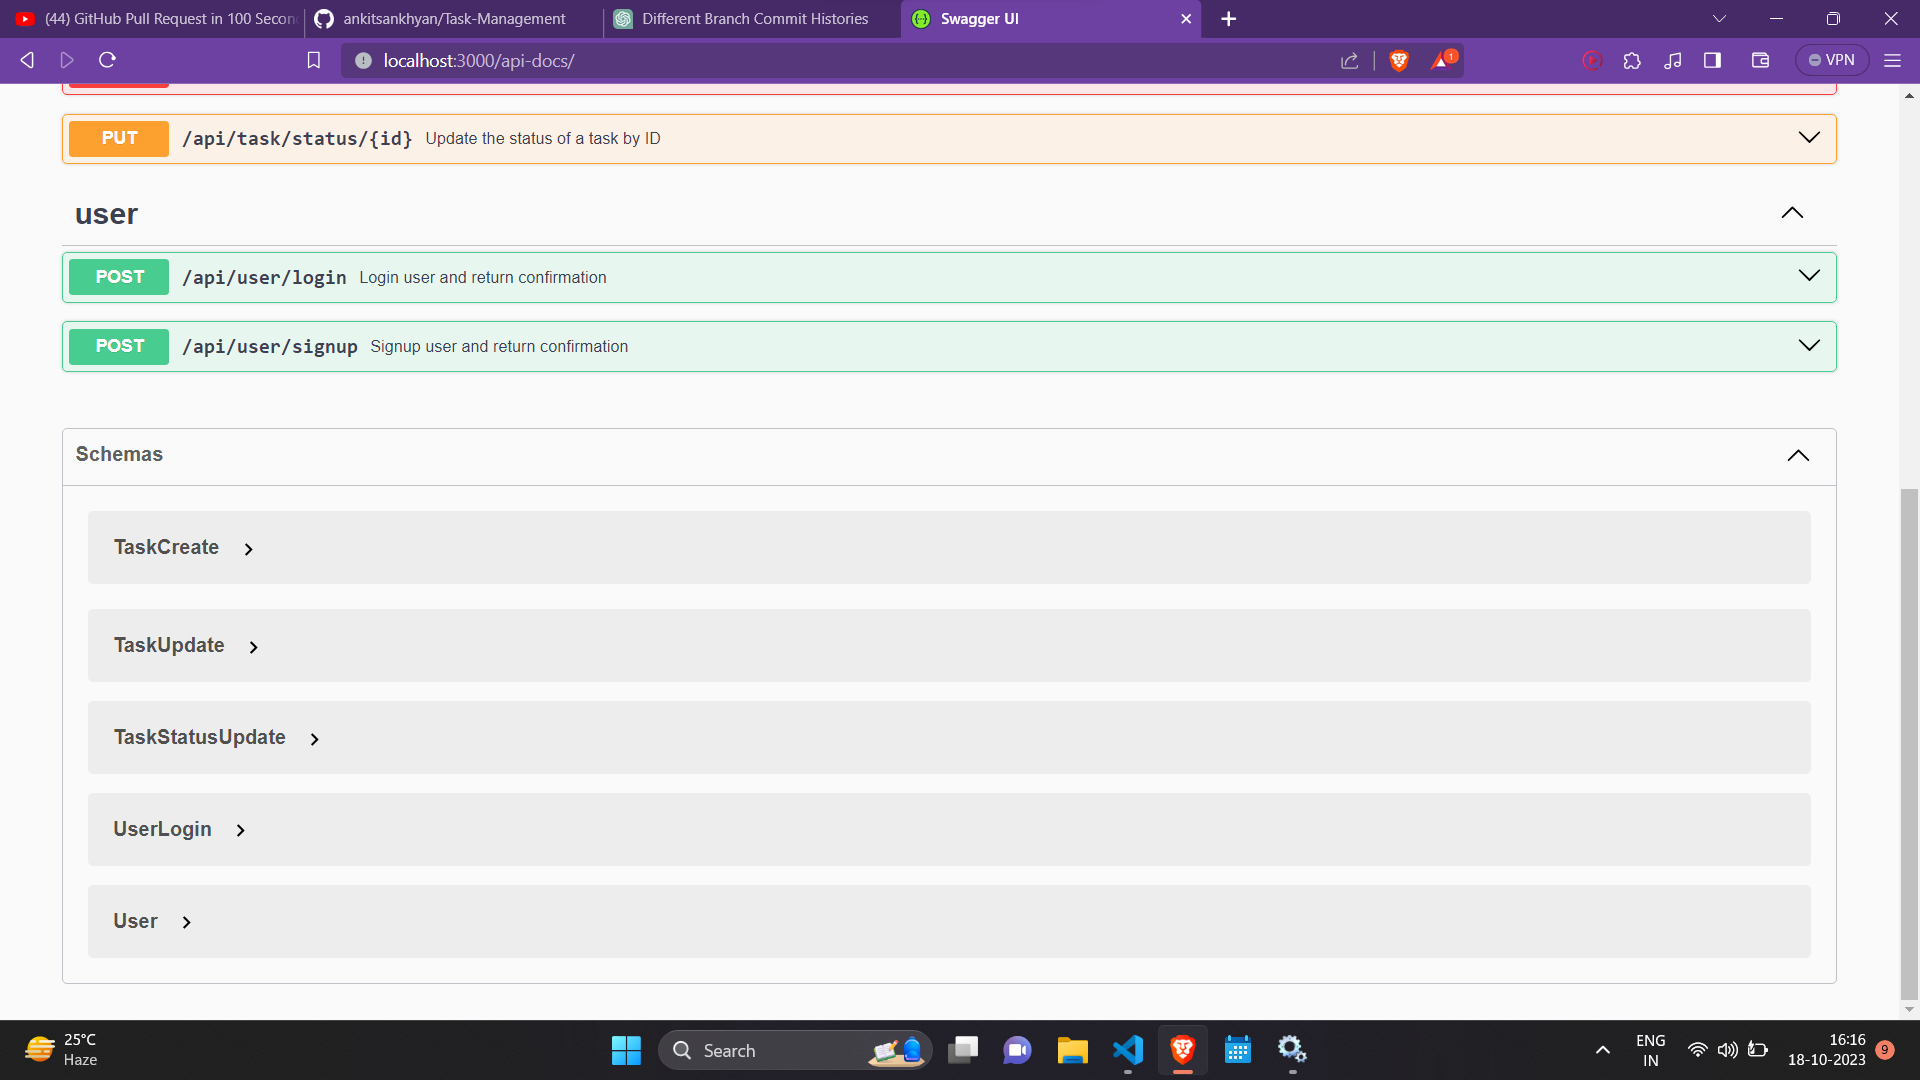 (44) GitHub Pull Request in 100 Secon
ankitsankhyan/Task-Management
Different Branch Commit Histories
Swagger UI
localhost:3000/api-docs/
1
VPN
PUT /api/task/status/{id} Update the status of a task by ID
user
POST /api/user/login Login user and return confirmation
POST /api/user/signup Signup user and return confirmation
Schemas
TaskCreate
TaskUpdate
TaskStatusUpdate
UserLogin
User
25°C
Haze
Search
ENG
IN
16:16
18-10-2023
9